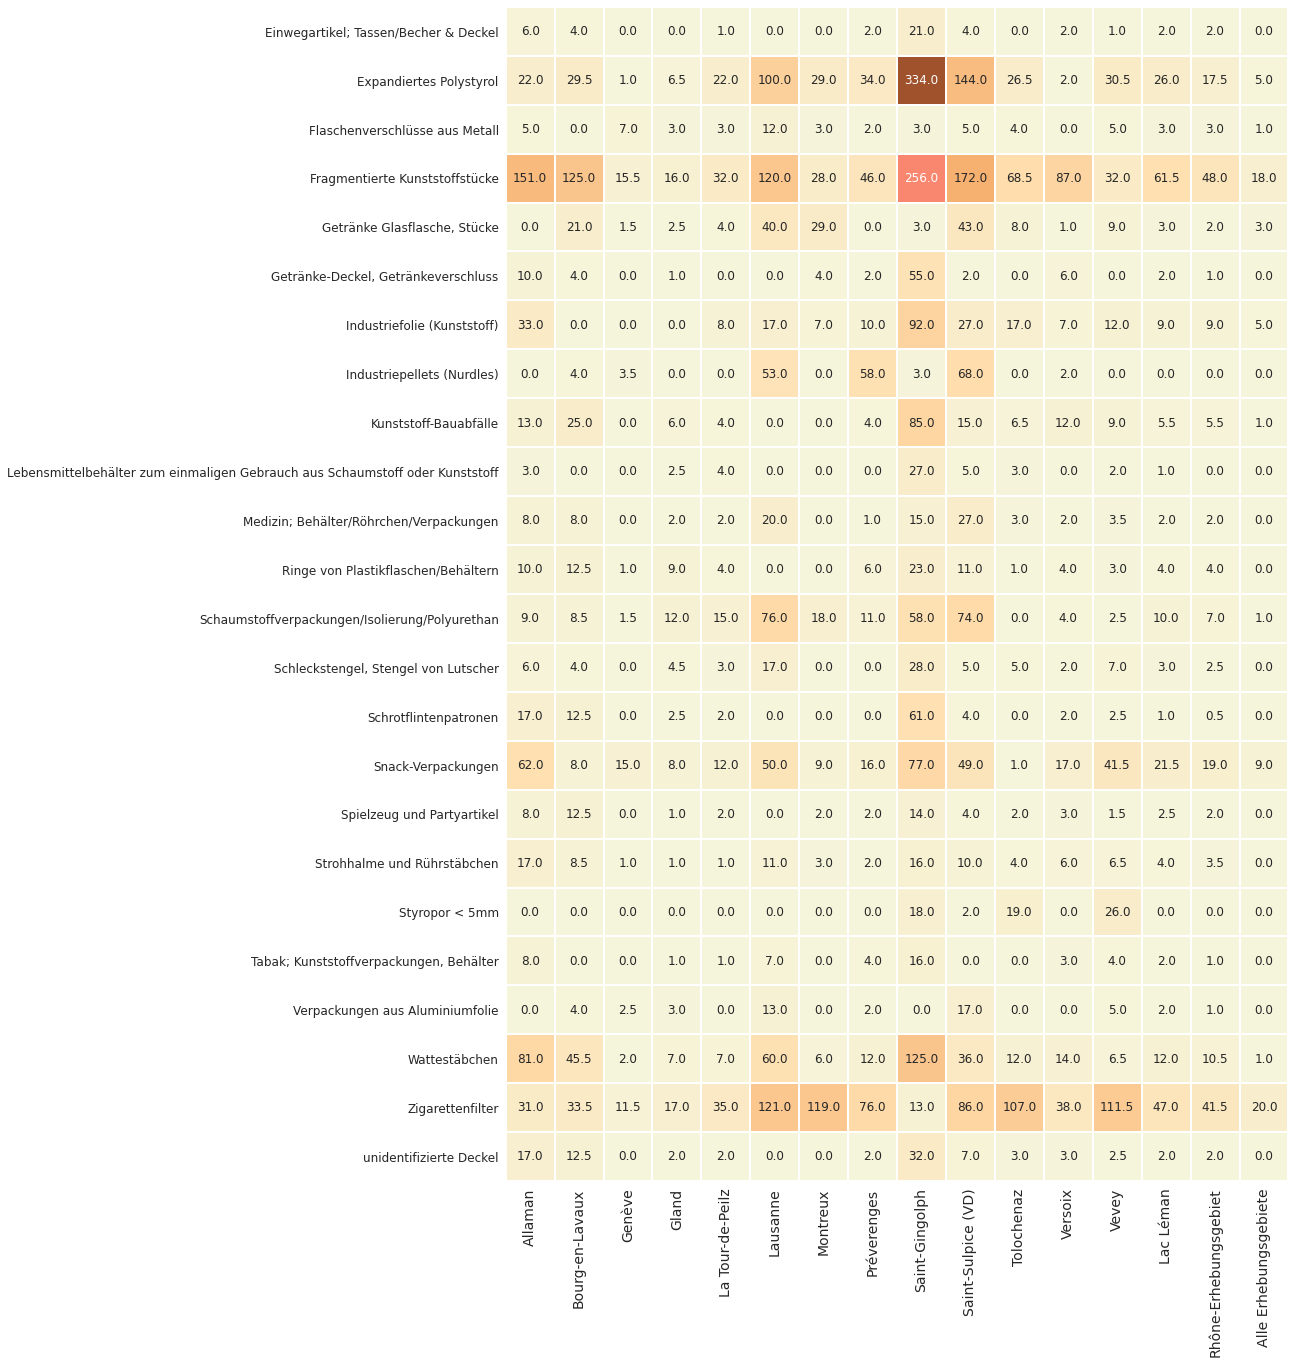 Einwegartikel; Tassen/Becher & Deckel 6.0 4.0 0.0 0.0 1.0 0.0 0.0 2.0 21.0 4.0 0.0 2.0 1.0 2.0 2.0 0.0
Expandiertes Polystyrol 22.0 29.5 1.0 6.5 22.0 100.0 29.0 34.0 334.0 144.0 26.5 2.0 30.5 26.0 17.5 5.0
Flaschenverschlüsse aus Metall 5.0 0.0 7.0 3.0 3.0 12.0 3.0 2.0 3.0 5.0 4.0 0.0 5.0 3.0 3.0 1.0
Fragmentierte Kunststoffstücke 151.0 125.0 15.5 16.0 32.0 120.0 28.0 46.0 256.0 172.0 68.5 87.0 32.0 61.5 48.0 18.0
Getränke Glasflasche, Stücke 0.0 21.0 1.5 2.5 4.0 40.0 29.0 0.0 3.0 43.0 8.0 1.0 9.0 3.0 2.0 3.0
Getränke-Deckel, Getränkeverschluss 10.0 4.0 0.0 1.0 0.0 0.0 4.0 2.0 55.0 2.0 0.0 6.0 0.0 2.0 1.0 0.0
Industriefolie (Kunststoff) 33.0 0.0 0.0 0.0 8.0 17.0 7.0 10.0 92.0 27.0 17.0 7.0 12.0 9.0 9.0 5.0
Industriepellets (Nurdles) 0.0 4.0 3.5 0.0 0.0 53.0 0.0 58.0 3.0 68.0 0.0 2.0 0.0 0.0 0.0 0.0
Kunststoff-Bauabfälle 13.0 25.0 0.0 6.0 4.0 0.0 0.0 4.0 85.0 15.0 6.5 12.0 9.0 5.5 5.5 1.0
Lebensmittelbehälter zum einmaligen Gebrauch aus Schaumstoff oder Kunststoff 3.0 0.0 0.0 2.5 4.0 0.0 0.0 0.0 27.0 5.0 3.0 0.0 2.0 1.0 0.0 0.0
Medizin; Behälter/Röhrchen/Verpackungen 8.0 8.0 0.0 2.0 2.0 20.0 0.0 1.0 15.0 27.0 3.0 2.0 3.5 2.0 2.0 0.0
Ringe von Plastikflaschen/Behältern 10.0 12.5 1.0 9.0 4.0 0.0 0.0 6.0 23.0 11.0 1.0 4.0 3.0 4.0 4.0 0.0
Schaumstoffverpackungen/Isolierung/Polyurethan 9.0 8.5 1.5 12.0 15.0 76.0 18.0 11.0 58.0 74.0 0.0 4.0 2.5 10.0 7.0 1.0
Schleckstengel, Stengel von Lutscher 6.0 4.0 0.0 4.5 3.0 17.0 0.0 0.0 28.0 5.0 5.0 2.0 7.0 3.0 2.5 0.0
Schrotflintenpatronen 17.0 12.5 0.0 2.5 2.0 0.0 0.0 0.0 61.0 4.0 0.0 2.0 2.5 1.0 0.5 0.0
Snack-Verpackungen 62.0 8.0 15.0 8.0 12.0 50.0 9.0 16.0 77.0 49.0 1.0 17.0 41.5 21.5 19.0 9.0
Spielzeug und Partyartikel 8.0 12.5 0.0 1.0 2.0 0.0 2.0 2.0 14.0 4.0 2.0 3.0 1.5 2.5 2.0 0.0
Strohhalme und Rührstäbchen 17.0 8.5 1.0 1.0 1.0 11.0 3.0 2.0 16.0 10.0 4.0 6.0 6.5 4.0 3.5 0.0
Styropor < 5mm 0.0 0.0 0.0 0.0 0.0 0.0 0.0 0.0 18.0 2.0 19.0 0.0 26.0 0.0 0.0 0.0
Tabak; Kunststoffverpackungen, Behälter 8.0 0.0 0.0 1.0 1.0 7.0 0.0 4.0 16.0 0.0 0.0 3.0 4.0 2.0 1.0 0.0
Verpackungen aus Aluminiumfolie 0.0 4.0 2.5 3.0 0.0 13.0 0.0 2.0 0.0 17.0 0.0 0.0 5.0 2.0 1.0 0.0
Wattestäbchen 81.0 45.5 2.0 7.0 7.0 60.0 6.0 12.0 125.0 36.0 12.0 14.0 6.5 12.0 10.5 1.0
Zigarettenfilter 31.0 33.5 11.5 17.0 35.0 121.0 119.0 76.0 13.0 86.0 107.0 38.0 111.5 47.0 41.5 20.0
unidentifizierte Deckel 17.0 12.5 0.0 2.0 2.0 0.0 0.0 2.0 32.0 7.0 3.0 3.0 2.5 2.0 2.0 0.0
Allaman
Bourg-en-Lavaux
Genève
Gland
La Tour-de-Peilz
Lausanne
Montreux
Préverenges
Saint-Gingolph
Saint-Sulpice (VD)
Tolochenaz
Versoix
Vevey
Lac Léman
Rhône-Erhebungsgebiet
Alle Erhebungsgebiete